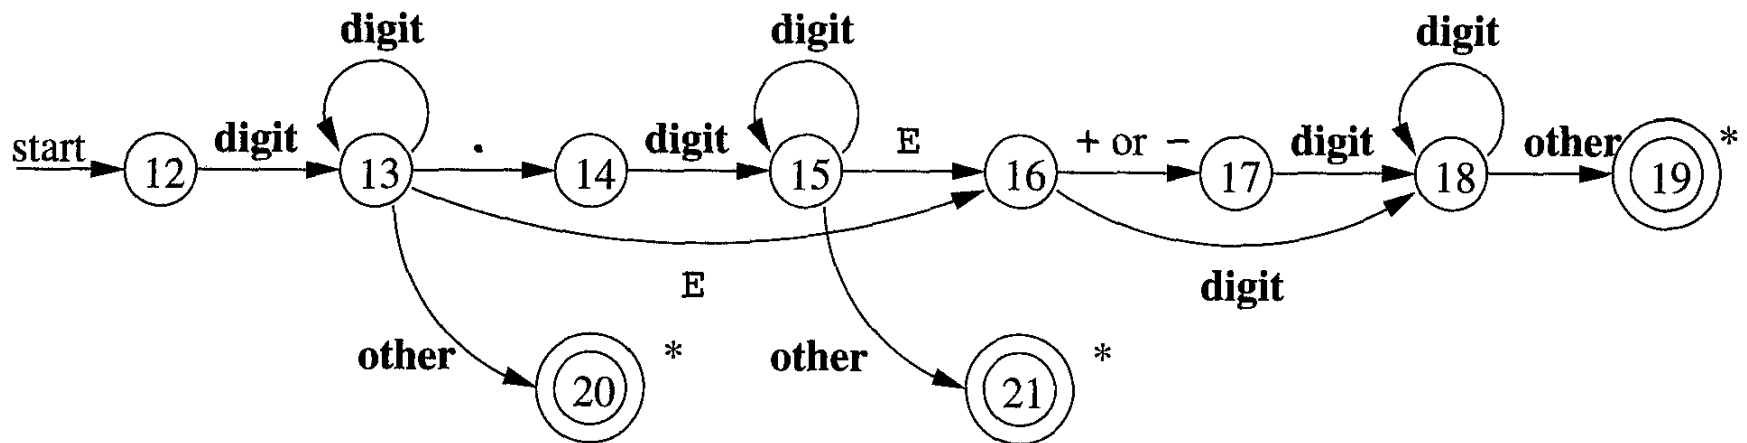 digit digit digit
start 12 digit 13 . 14 digit 15 E 16 + or - 17 digit 18 other 19 *
E digit
other 20 * other 21 *